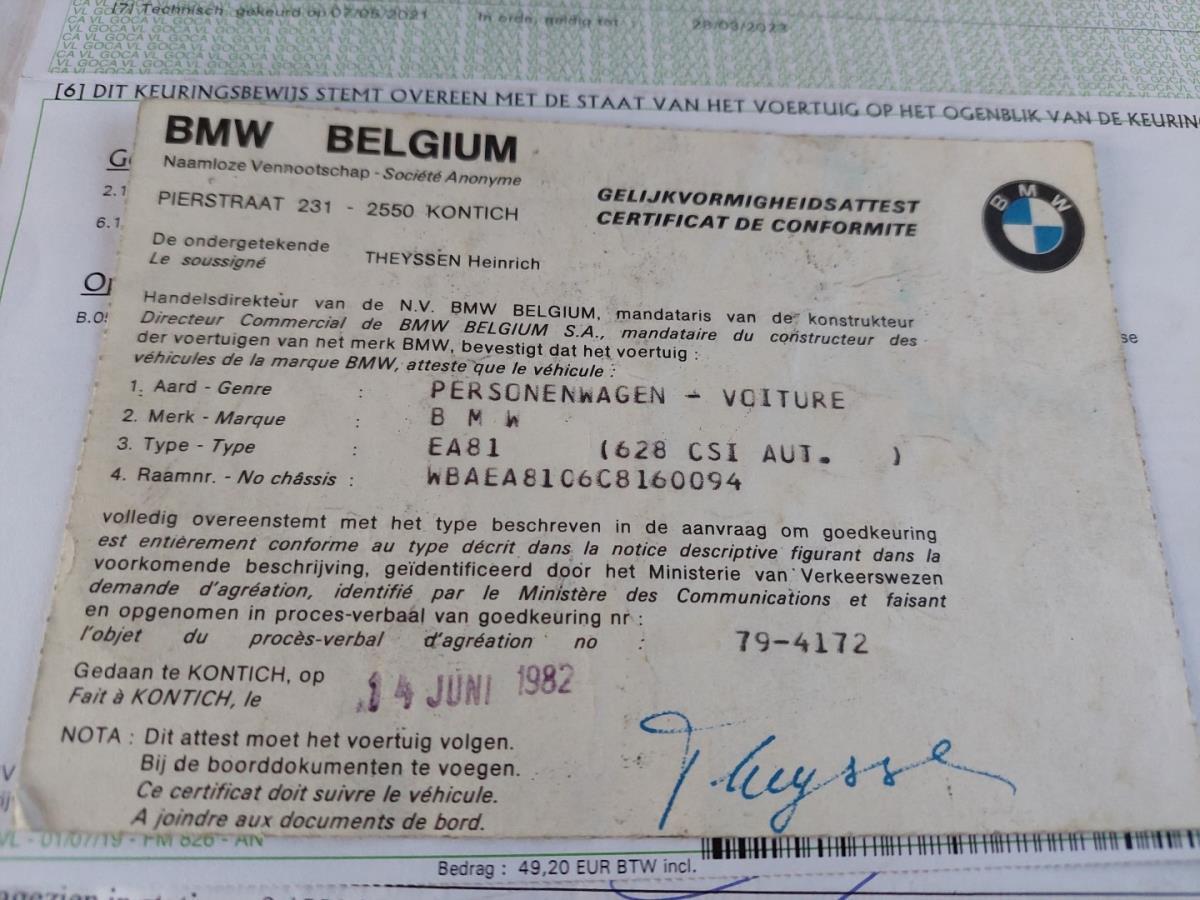 [7] Technisch gekeurd op 07/05/2021 In orde, geldig tot : 28/03/2023
[6] DIT KEURINGSBEWIJS STEMT OVEREEN MET DE STAAT VAN HET VOERTUIG OP HET OGENBLIK VAN DE KEURING
BMW BELGIUM
Naamloze Vennootschap - Société Anonyme
PIERSTRAAT 231 - 2550 KONTICH
GELIJKVORMIGHEIDSATTEST
CERTIFICAT DE CONFORMITE
BMW
De ondergetekende
Le soussigné
THEYSSEN Heinrich
Handelsdirekteur van de N.V. BMW BELGIUM, mandataris van de konstrukteur
Directeur Commercial de BMW BELGIUM S.A., mandataire du constructeur des
der voertuigen van net merk BMW, bevestigt dat het voertuig :
véhicules de la marque BMW, atteste que le véhicule :
1. Aard - Genre : PERSONENWAGEN - VOITURE
2. Merk - Marque : B M W
3. Type - Type : EA81 (628 CSI AUT. )
4. Raamnr. - No châssis : WBAEA8106C8160094
volledig overeenstemt met het type beschreven in de aanvraag om goedkeuring
est entièrement conforme au type décrit dans la notice descriptive figurant dans la
voorkomende beschrijving, geïdentificeerd door het Ministerie van Verkeerswezen
demande d'agréation, identifié par le Ministère des Communications et faisant
en opgenomen in proces-verbaal van goedkeuring nr :
l'objet du procès-verbal d'agréation no : 79-4172
Gedaan te KONTICH, op
Fait à KONTICH, le
14 JUNI 1982
NOTA : Dit attest moet het voertuig volgen.
Bij de boorddokumenten te voegen.
Ce certificat doit suivre le véhicule.
A joindre aux documents de bord.
Theyssen
VL - 01/07/19 - FM 826 - AN
Bedrag : 49,20 EUR BTW incl.